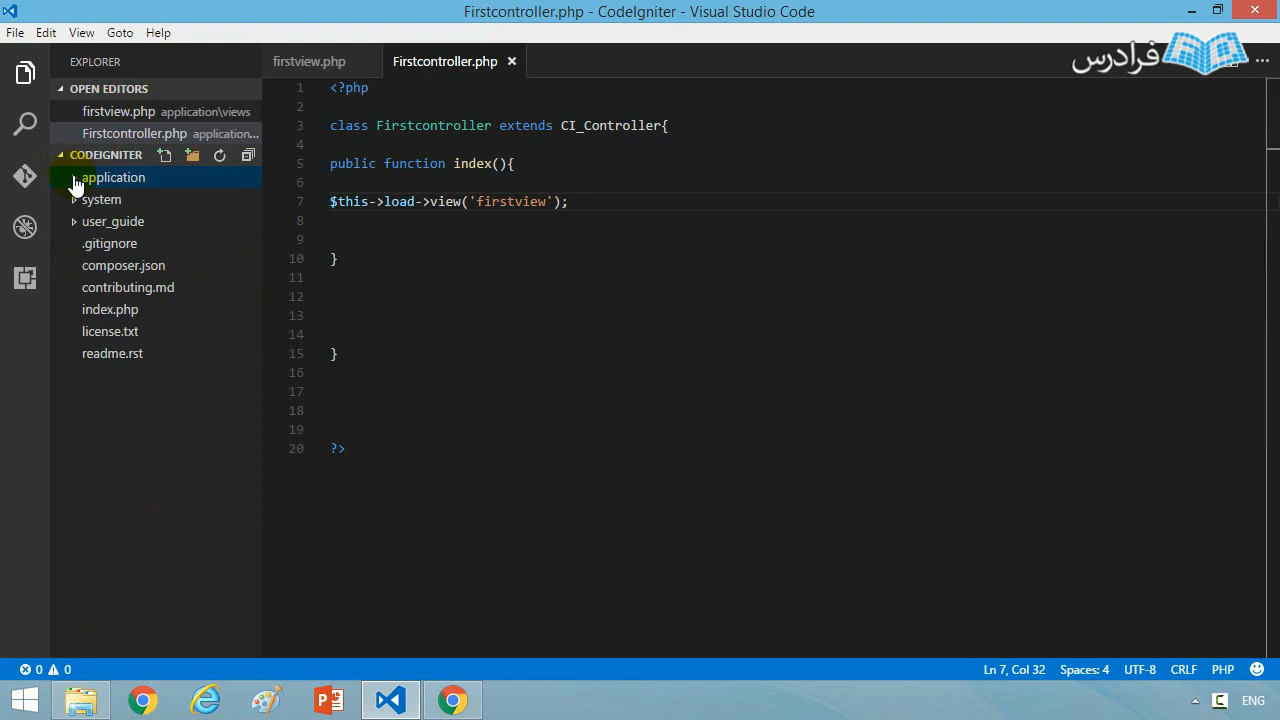 Firstcontroller.php - CodeIgniter - Visual Studio Code
File Edit View Goto Help
فرادرس
EXPLORER
OPEN EDITORS
firstview.php application\views
Firstcontroller.php application...
CODEIGNITER
application
system
user_guide
.gitignore
composer.json
contributing.md
index.php
license.txt
readme.rst
firstview.php Firstcontroller.php
1 <?php
2
3 class Firstcontroller extends CI_Controller{
4
5 public function index(){
6
7 $this->load->view('firstview');
8
9
10 }
11
12
13
14
15 }
16
17
18
19
20 ?>
0 0 Ln 7, Col 32 Spaces: 4 UTF-8 CRLF PHP
ENG